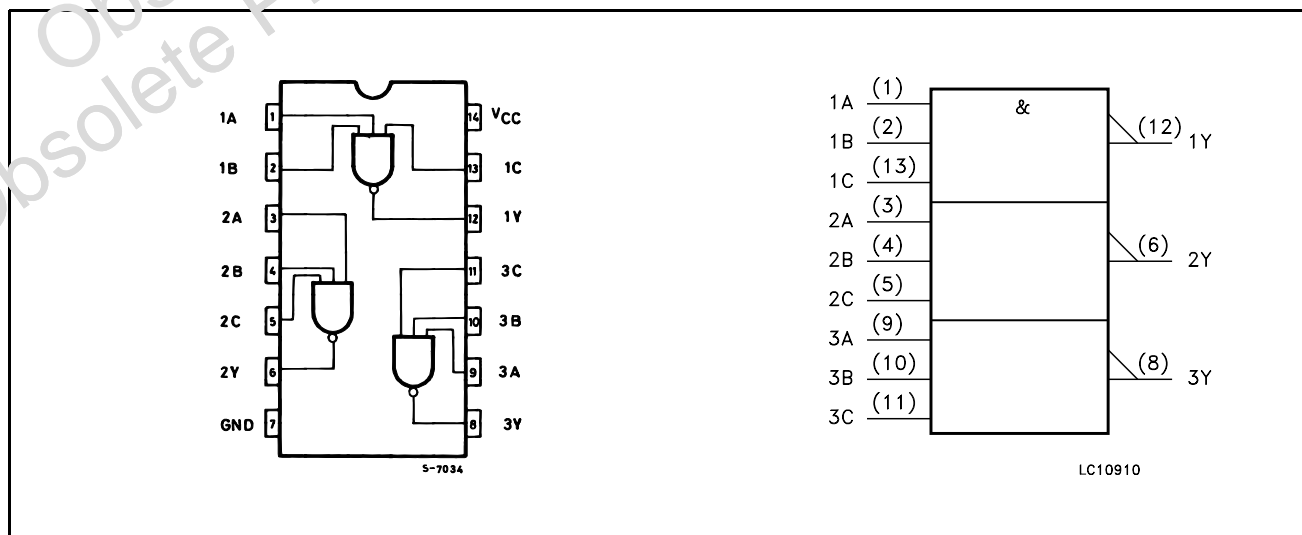 Obsolete P
1A 1 14 VCC
1B 2 13 1C
2A 3 12 1Y
2B 4 11 3C
2C 5 10 3B
2Y 6 9 3A
GND 7 8 3Y
S-7034
&
1A (1)
1B (2)
1C (13)
2A (3)
2B (4)
2C (5)
3A (9)
3B (10)
3C (11)
(12) 1Y
(6) 2Y
(8) 3Y
LC10910